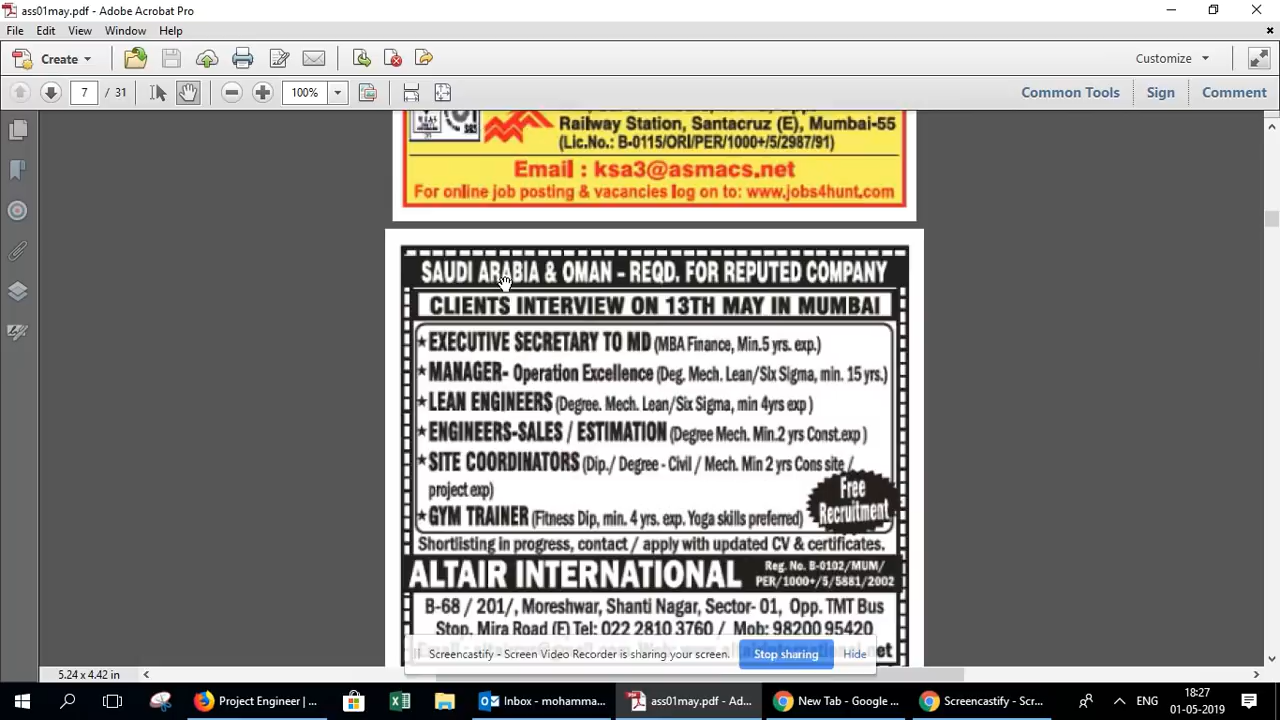 ass01may.pdf - Adobe Acrobat Pro
File Edit View Window Help
Create Customize
7 / 31 100% Common Tools Sign Comment
Railway Station, Santacruz (E), Mumbai-55
(Lic.No.: B-0115/ORI/PER/1000+/5/2987/91)
Email : ksa3@asmacs.net
For online job posting & vacancies log on to: www.jobs4hunt.com
SAUDI ARABIA & OMAN - REQD. FOR REPUTED COMPANY
CLIENTS INTERVIEW ON 13TH MAY IN MUMBAI
★EXECUTIVE SECRETARY TO MD (MBA Finance, Min.5 yrs. exp.)
★MANAGER- Operation Excellence (Deg. Mech. Lean/Six Sigma, min. 15 yrs.)
★LEAN ENGINEERS (Degree. Mech. Lean/Six Sigma, min 4yrs exp )
★ENGINEERS-SALES / ESTIMATION (Degree Mech. Min.2 yrs Const.exp )
★SITE COORDINATORS (Dip./ Degree - Civil / Mech. Min 2 yrs Cons site /
project exp)
Free
Recruitment
★GYM TRAINER (Fitness Dip, min. 4 yrs. exp. Yoga skills preferred)
Shortlisting in progress, contact / apply with updated CV & certificates.
ALTAIR INTERNATIONAL Reg. No. B-0102/MUM/
PER/1000+/5/5881/2002
B-68 / 201/, Moreshwar, Shanti Nagar, Sector- 01, Opp. TMT Bus
Stop, Mira Road (E) Tel: 022 2810 3760 / Mob: 98200 95420
Screencastify - Screen Video Recorder is sharing your screen. Stop sharing Hide
5.24 x 4.42 in
Project Engineer | ... Inbox - mohamma... ass01may.pdf - Ad... New Tab - Google ... Screencastify - Scr... ENG 18:27
01-05-2019